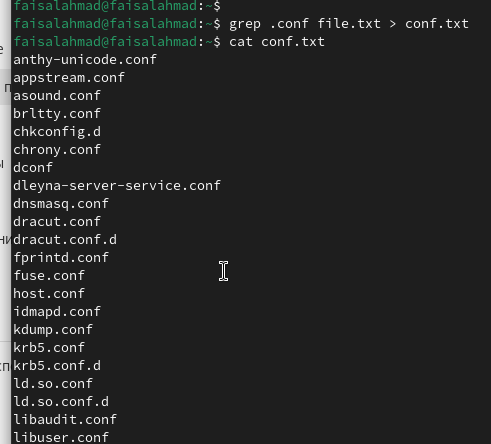 faisalahmad@faisalahmad:~$
faisalahmad@faisalahmad:~$ grep .conf file.txt > conf.txt
faisalahmad@faisalahmad:~$ cat conf.txt
anthy-unicode.conf
appstream.conf
asound.conf
brltty.conf
chkconfig.d
chrony.conf
dconf
dleyna-server-service.conf
dnsmasq.conf
dracut.conf
dracut.conf.d
fprintd.conf
fuse.conf
host.conf
idmapd.conf
kdump.conf
krb5.conf
krb5.conf.d
ld.so.conf
ld.so.conf.d
libaudit.conf
libuser.conf